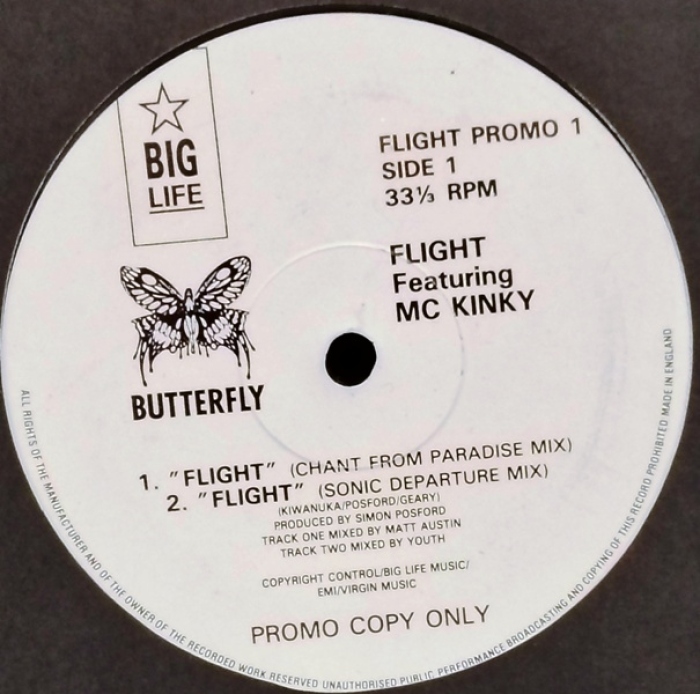 BIG
LIFE
FLIGHT PROMO 1
SIDE 1
33⅓ RPM
FLIGHT
Featuring
MC KINKY
BUTTERFLY
1. "FLIGHT" (CHANT FROM PARADISE MIX)
2. "FLIGHT" (SONIC DEPARTURE MIX)
(KIWANUKA/POSFORD/GEARY)
PRODUCED BY SIMON POSFORD
TRACK ONE MIXED BY MATT AUSTIN
TRACK TWO MIXED BY YOUTH
COPYRIGHT CONTROL/BIG LIFE MUSIC/
EMI/VIRGIN MUSIC
PROMO COPY ONLY
ALL RIGHTS OF THE MANUFACTURER AND OF THE OWNER OF THE RECORDED WORK RESERVED UNAUTHORISED PUBLIC PERFORMANCE BROADCASTING AND COPYING OF THIS RECORD PROHIBITED MADE IN ENGLAND